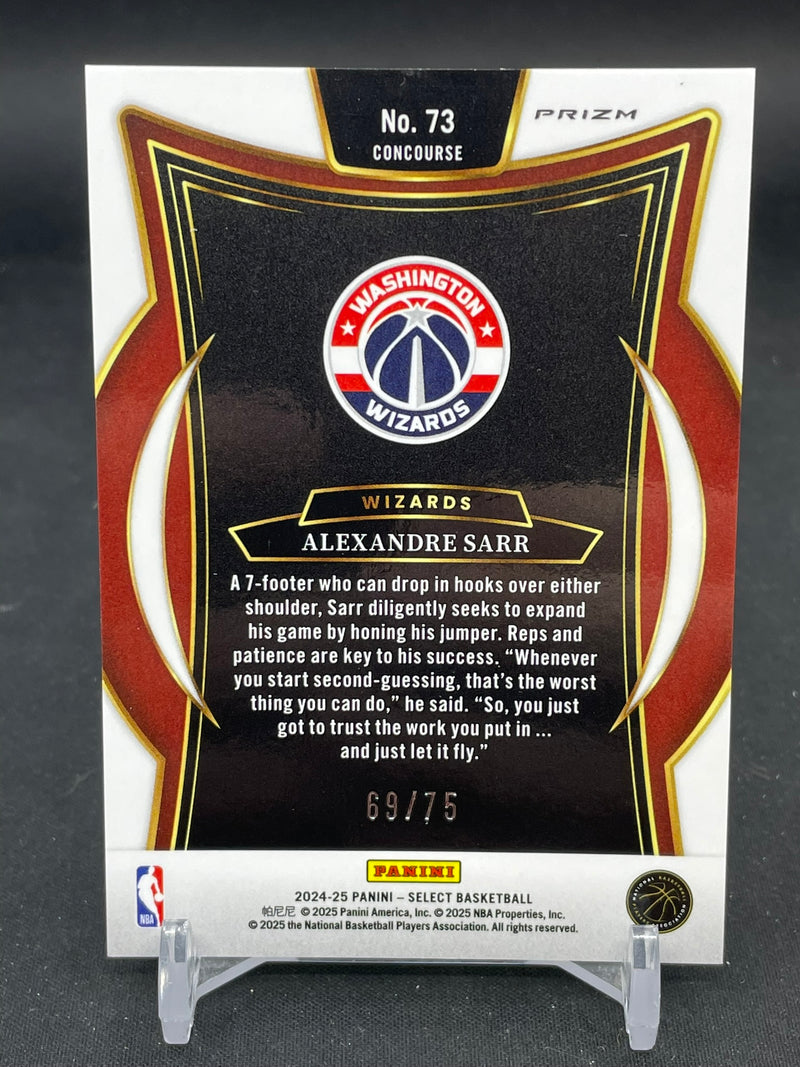 No. 73
CONCOURSE
PRIZM
WASHINGTON
WIZARDS
WIZARDS
ALEXANDRE SARR
A 7-footer who can drop in hooks over either
shoulder, Sarr diligently seeks to expand
his game by honing his jumper. Reps and
patience are key to his success. “Whenever
you start second-guessing, that’s the worst
thing you can do,” he said. “So, you just
got to trust the work you put in ...
and just let it fly.”
69/75
PANINI
2024-25 PANINI – SELECT BASKETBALL
帕尼尼 © 2025 Panini America, Inc. © 2025 NBA Properties, Inc.
© 2025 the National Basketball Players Association. All rights reserved.
NBA
NATIONAL BASKETBALL
ASSOCIATION